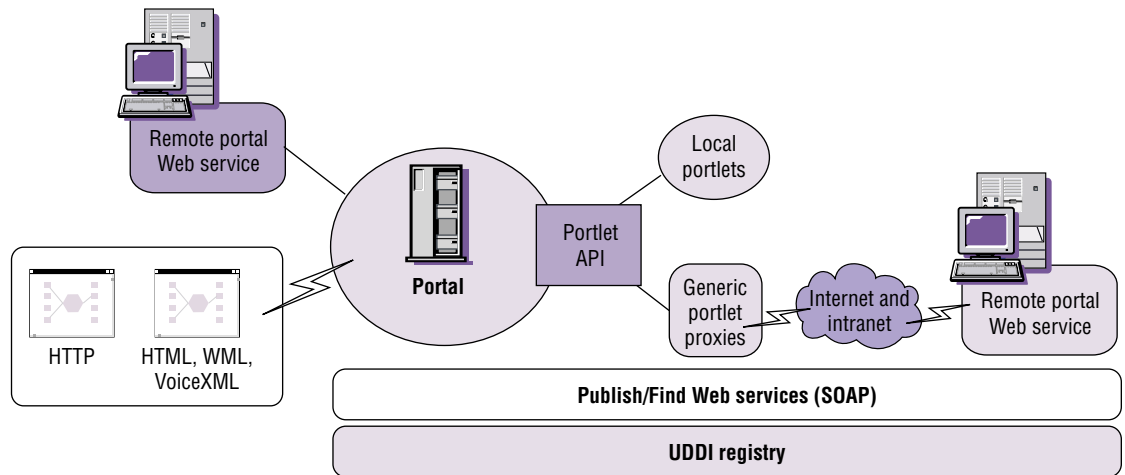 Remote portal
Web service
Local
portlets
Portlet
API
Portal
Generic
portlet
proxies
Internet and
intranet
Remote portal
Web service
HTTP
HTML, WML,
VoiceXML
Publish/Find Web services (SOAP)
UDDI registry